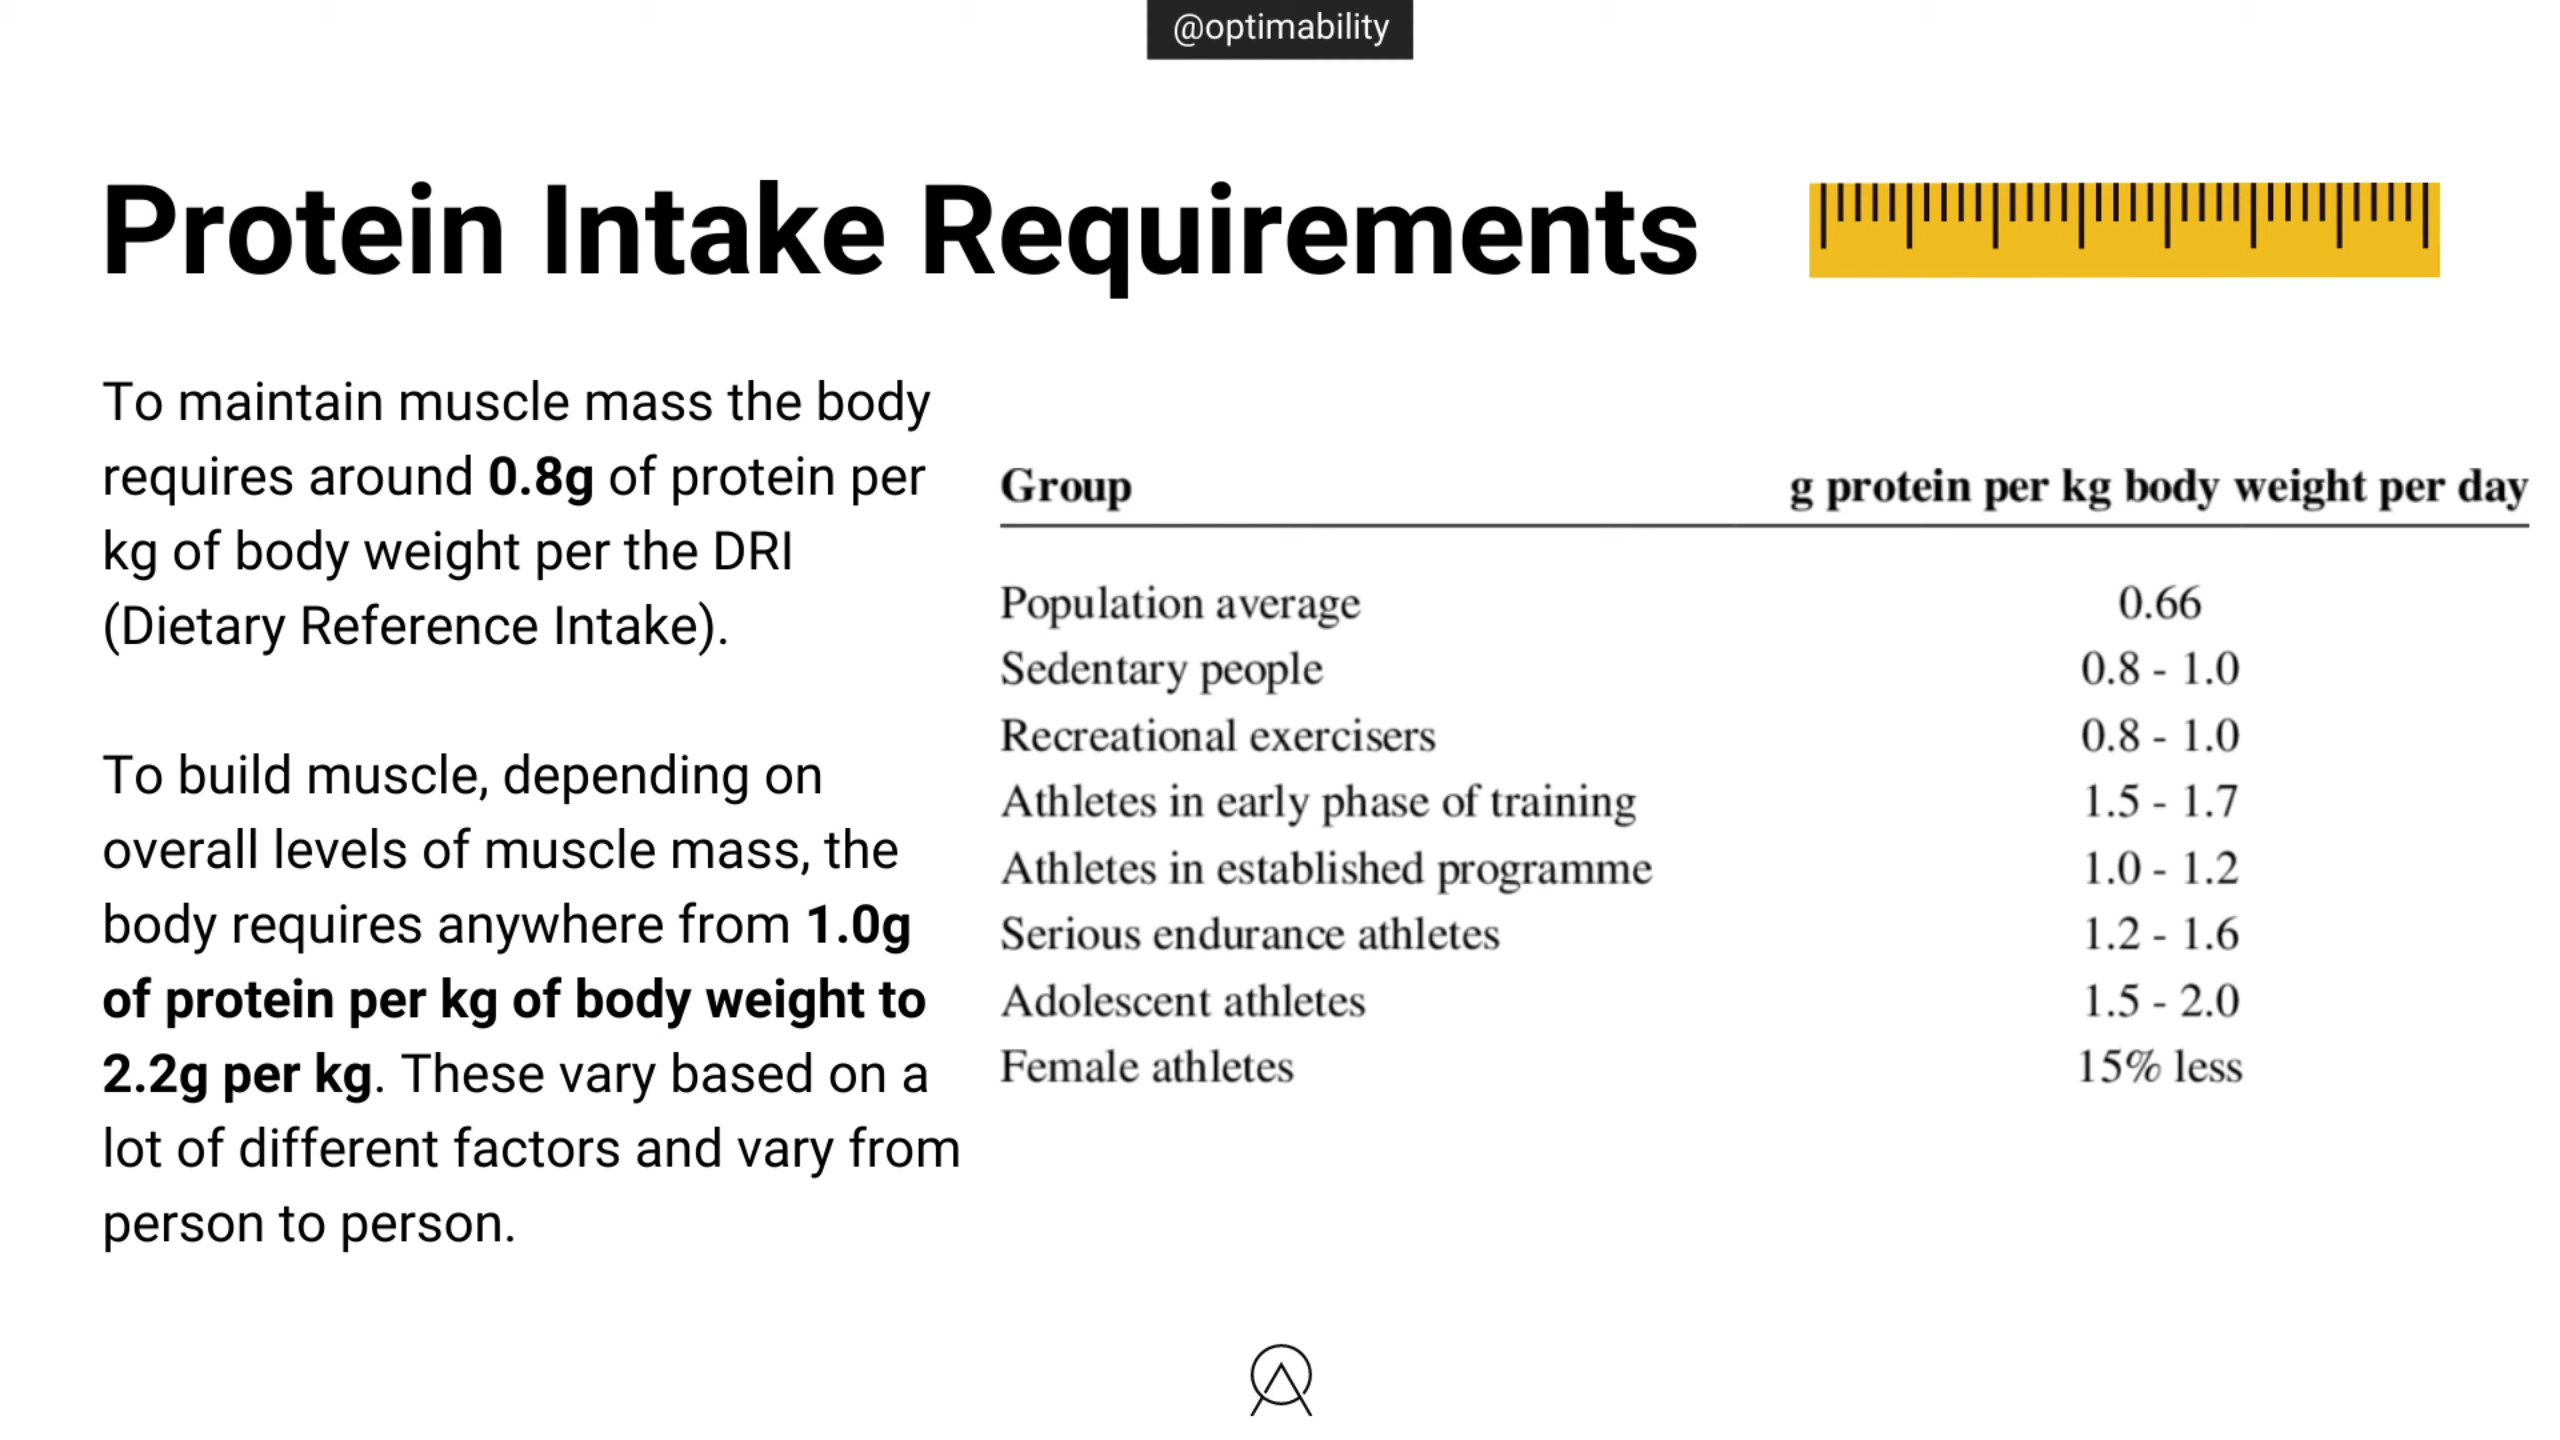 @optimability
Protein Intake Requirements
To maintain muscle mass the body
requires around 0.8g of protein per
kg of body weight per the DRI
(Dietary Reference Intake).
To build muscle, depending on
overall levels of muscle mass, the
body requires anywhere from 1.0g
of protein per kg of body weight to
2.2g per kg. These vary based on a
lot of different factors and vary from
person to person.
Group g protein per kg body weight per day
Population average 0.66
Sedentary people 0.8 - 1.0
Recreational exercisers 0.8 - 1.0
Athletes in early phase of training 1.5 - 1.7
Athletes in established programme 1.0 - 1.2
Serious endurance athletes 1.2 - 1.6
Adolescent athletes 1.5 - 2.0
Female athletes 15% less